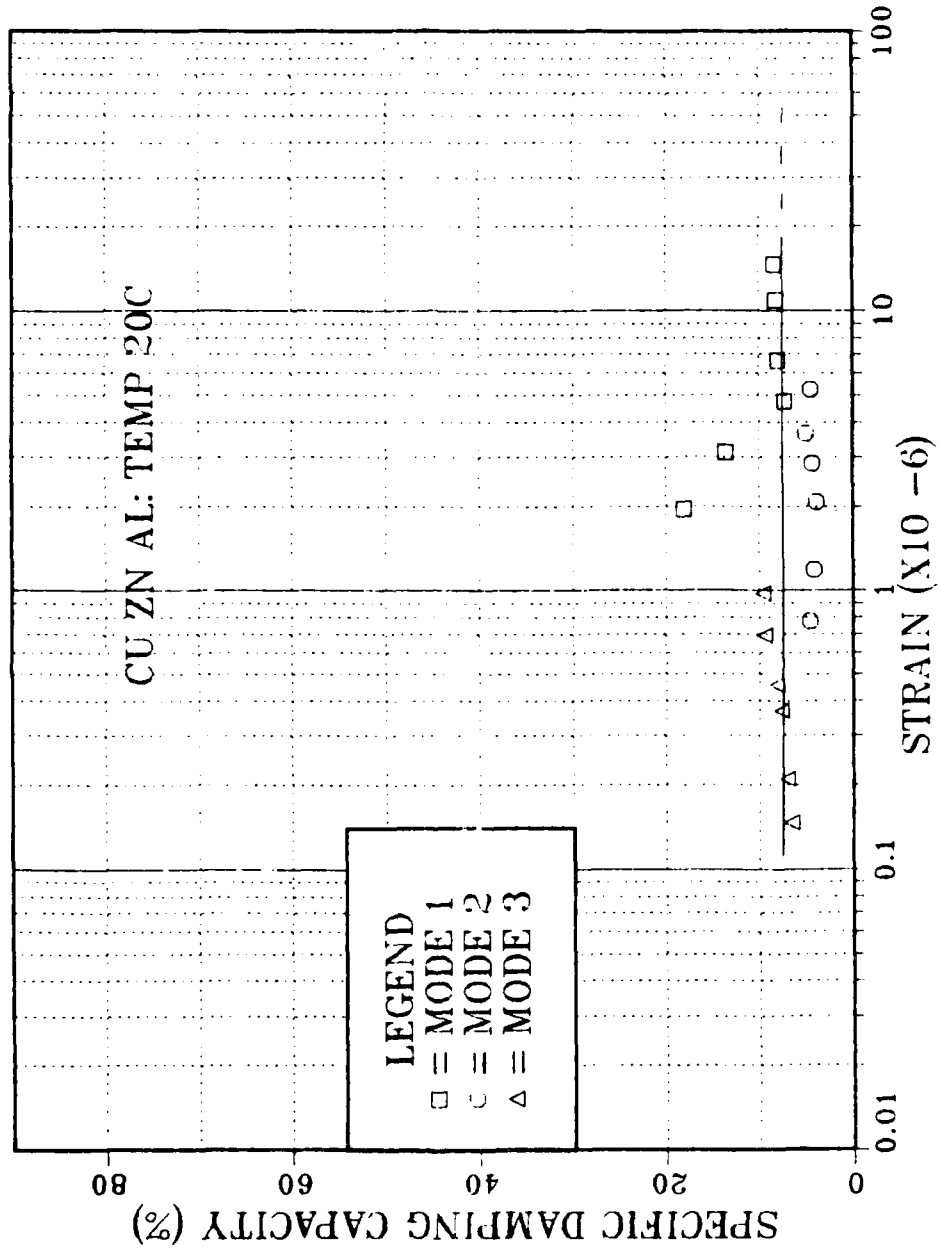 CU ZN AL: TEMP 20C
SPECIFIC DAMPING CAPACITY (%)
80
60
40
20
0
LEGEND
□ = MODE 1
○ = MODE 2
△ = MODE 3
0.01
0.1
1
10
100
STRAIN (X10 -6)